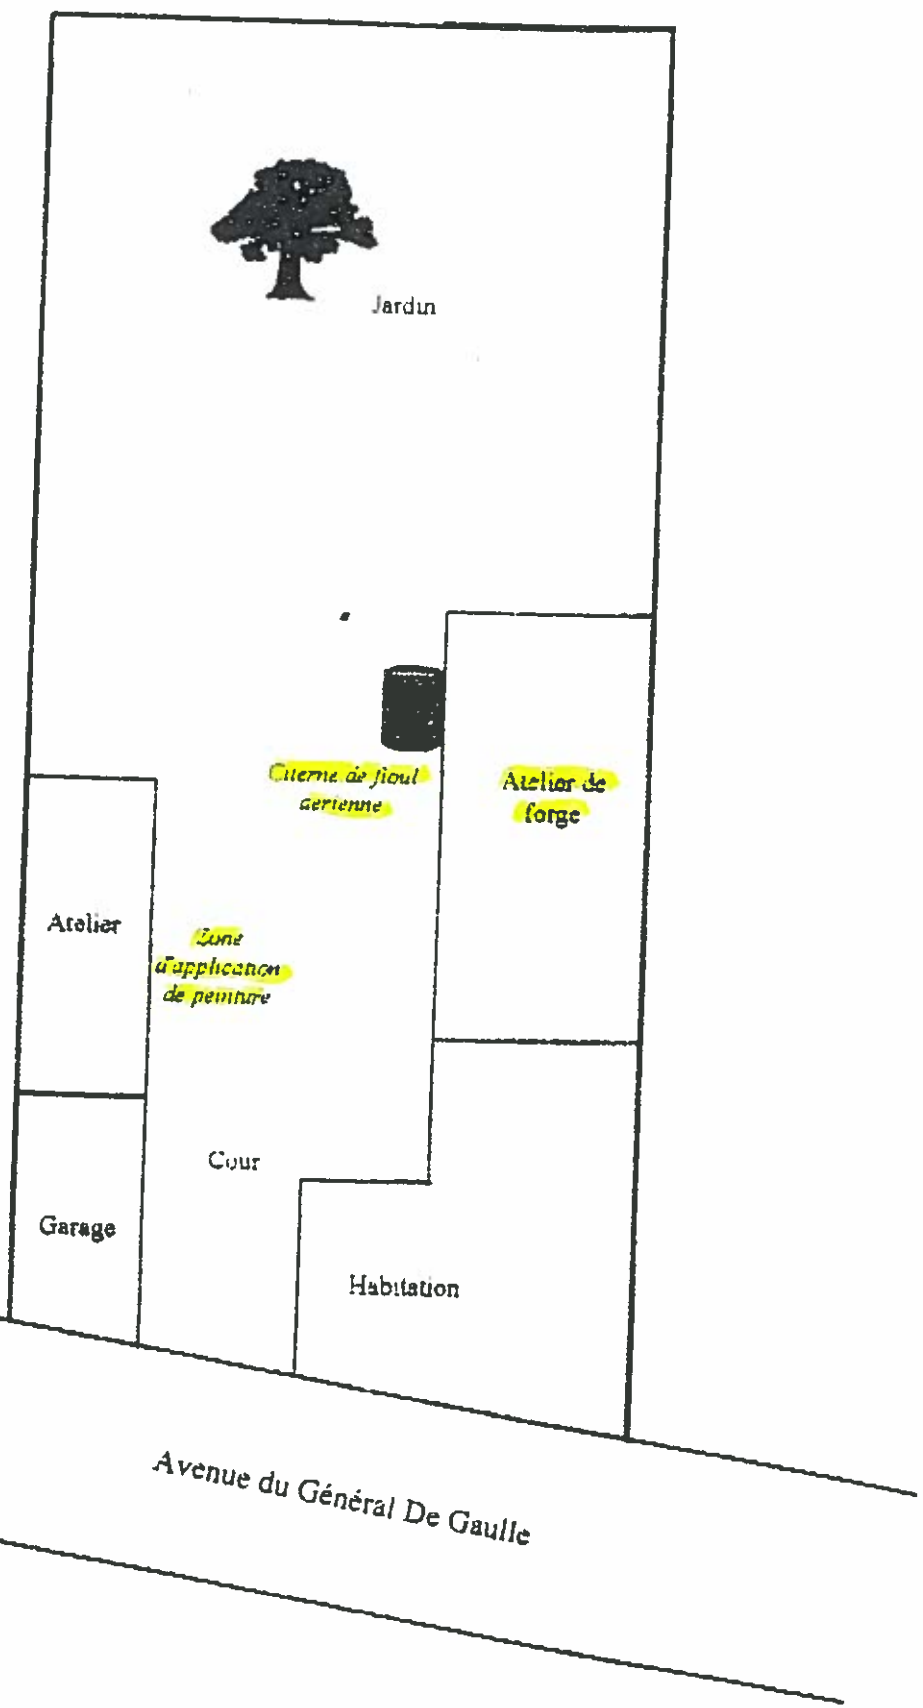 Jardin
Citerne de fioul
aerienne
Atelier de
forge
Atelier
Zone
d'application
de peinture
Cour
Garage
Habitation
Avenue du Général De Gaulle